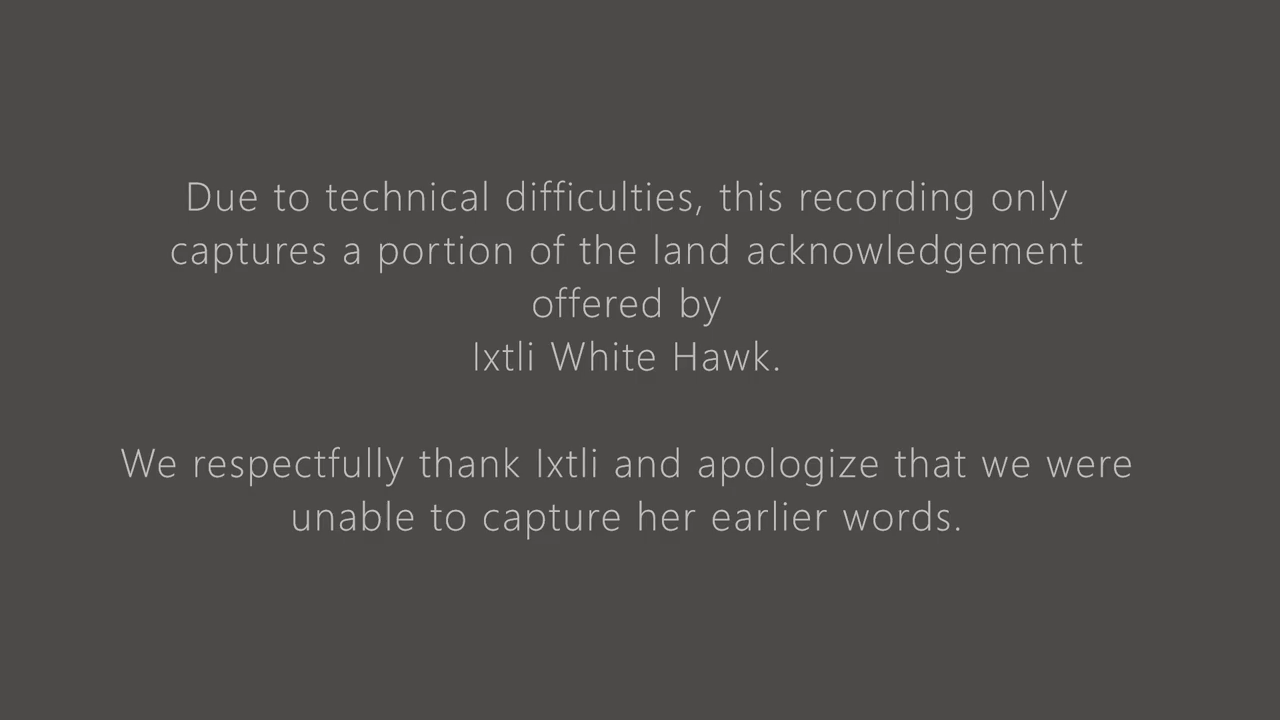 Due to technical difficulties, this recording only
captures a portion of the land acknowledgement
offered by
Ixtli White Hawk.
We respectfully thank Ixtli and apologize that we were
unable to capture her earlier words.